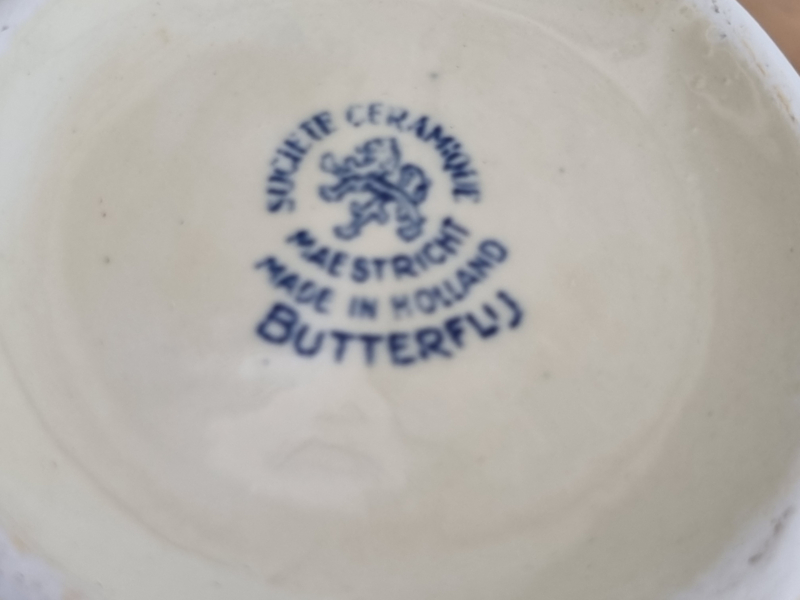 SOCIETE CERAMIQUE
MAESTRICHT
MADE IN HOLLAND
BUTTERFLIJ